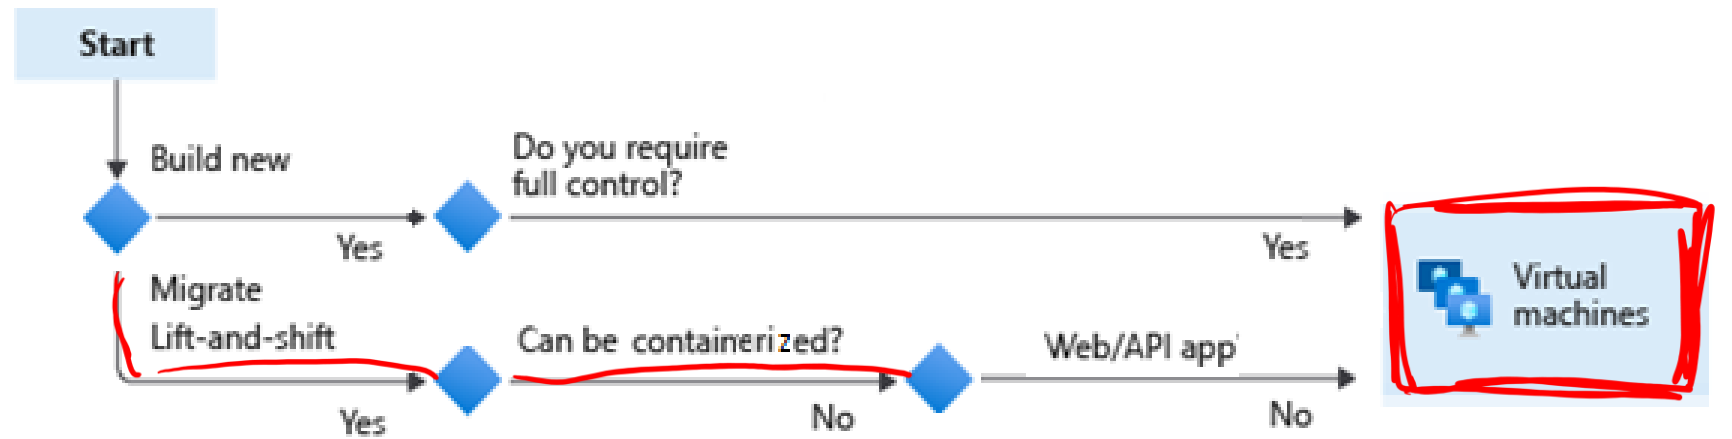 Start
Build new
Do you require
full control?
Yes
Yes
Migrate
Lift-and-shift
Can be containerized?
Web/API app'
Yes
No
No
Virtual
machines